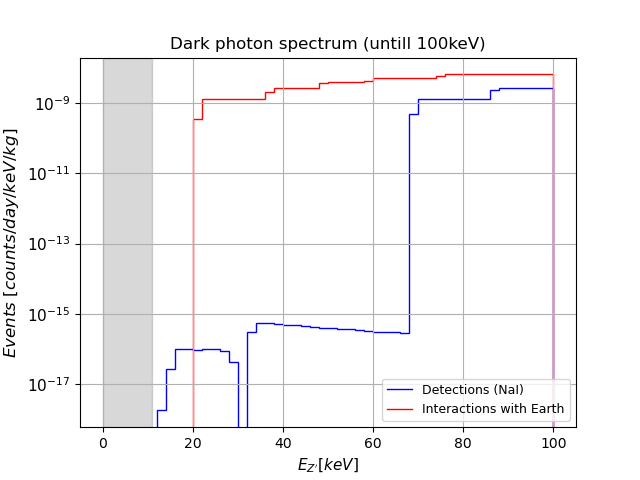 Dark photon spectrum (untill 100keV)
Events [counts/day/keV/kg]
10⁻⁹
10⁻¹¹
10⁻¹³
10⁻¹⁵
10⁻¹⁷
Detections (NaI)
Interactions with Earth
0 20 40 60 80 100
E_{Z'}[keV]